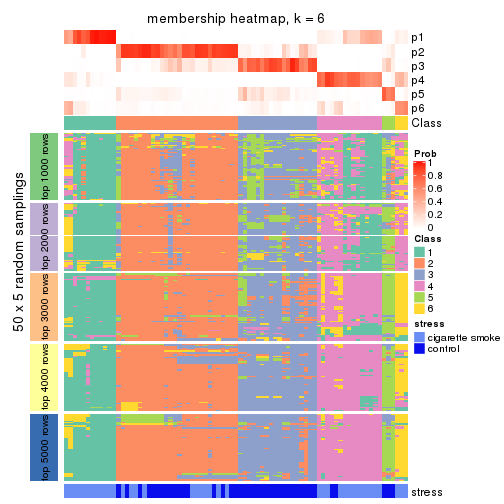 membership heatmap, k = 6
p1
p2
p3
p4
p5
p6
Class
50 x 5 random samplings
top 1000 rows
top 2000 rows
top 3000 rows
top 4000 rows
top 5000 rows
stress
Prob
1
0.8
0.6
0.4
0.2
0
Class
1
2
3
4
5
6
stress
cigarette smoke
control